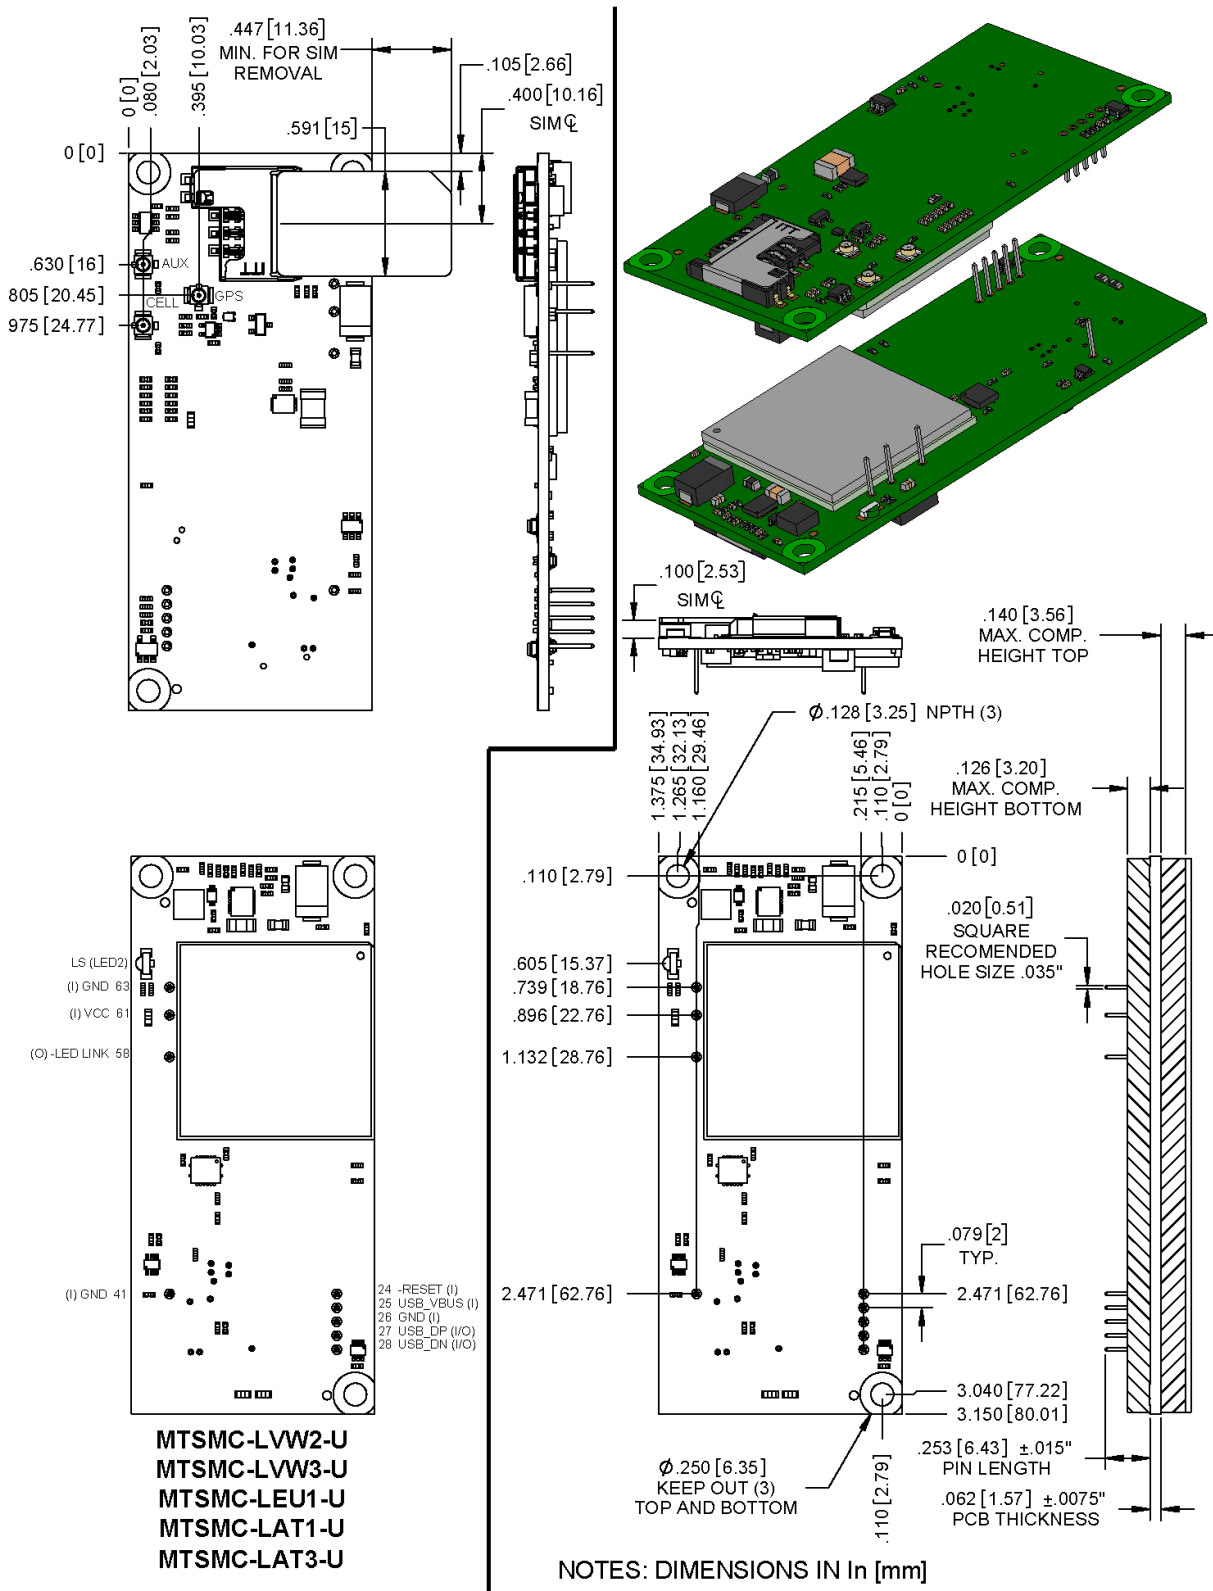 .447 [11.36]
MIN. FOR SIM
REMOVAL
0 [0]
.080 [2.03]
.395 [10.03]
.105 [2.66]
.400 [10.16]
SIM ℄
.591 [15]
0 [0]
.630 [16]
805 [20.45]
975 [24.77]
AUX
CELL
GPS
.100 [2.53]
SIM ℄
.140 [3.56]
MAX. COMP.
HEIGHT TOP
Ø.128 [3.25] NPTH (3)
1.375 [34.93]
1.265 [32.13]
1.160 [29.46]
.215 [5.46]
.110 [2.79]
0 [0]
.126 [3.20]
MAX. COMP.
HEIGHT BOTTOM
0 [0]
.110 [2.79]
.020 [0.51]
SQUARE
RECOMENDED
HOLE SIZE .035"
.605 [15.37]
.739 [18.76]
.896 [22.76]
1.132 [28.76]
LS (LED2)
(I) GND 63
(I) VCC 61
(O) -LED LINK 58
.079 [2]
TYP.
2.471 [62.76]
2.471 [62.76]
(I) GND 41
24 -RESET (I)
25 USB_VBUS (I)
26 GND (I)
27 USB_DP (I/O)
28 USB_DN (I/O)
3.040 [77.22]
3.150 [80.01]
.253 [6.43] ±.015"
PIN LENGTH
.062 [1.57] ±.0075"
PCB THICKNESS
Ø.250 [6.35]
KEEP OUT (3)
TOP AND BOTTOM
.110 [2.79]
MTSMC-LVW2-U
MTSMC-LVW3-U
MTSMC-LEU1-U
MTSMC-LAT1-U
MTSMC-LAT3-U
NOTES: DIMENSIONS IN In [mm]